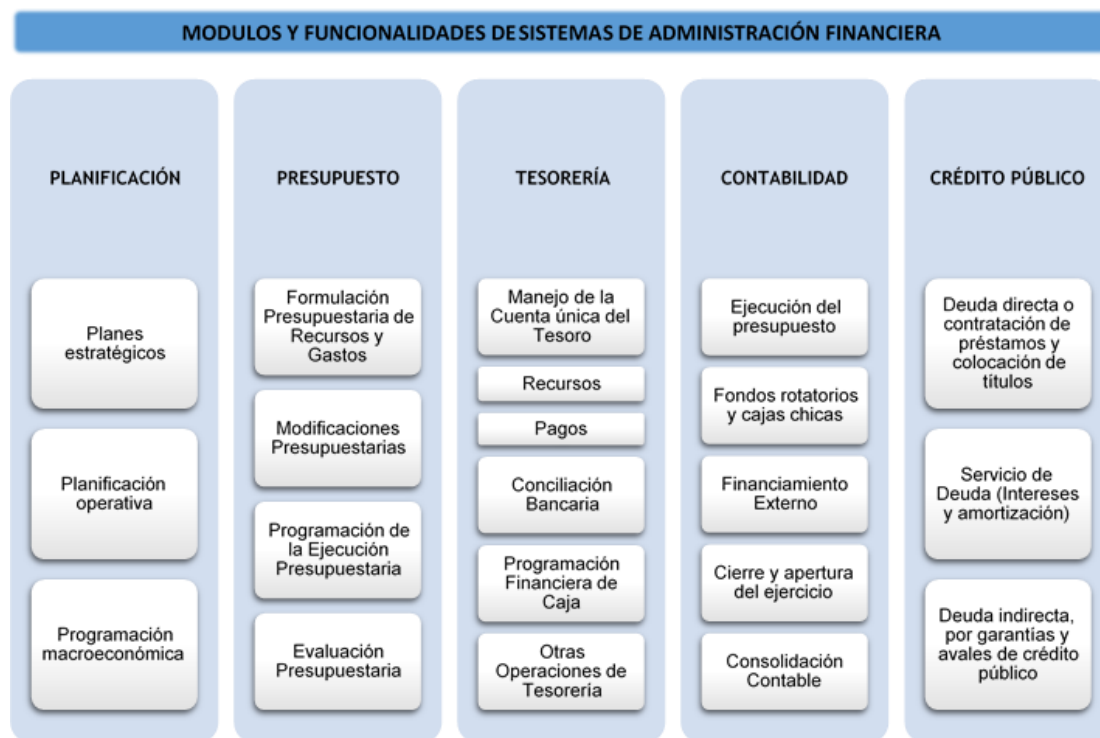 MODULOS Y FUNCIONALIDADES DE SISTEMAS DE ADMINISTRACIÓN FINANCIERA
PLANIFICACIÓN
Planes
estratégicos
Planificación
operativa
Programación
macroeconómica
PRESUPUESTO
Formulación
Presupuestaria de
Recursos y
Gastos
Modificaciones
Presupuestarias
Programación de
la Ejecución
Presupuestaria
Evaluación
Presupuestaria
TESORERÍA
Manejo de la
Cuenta única del
Tesoro
Recursos
Pagos
Conciliación
Bancaria
Programación
Financiera de
Caja
Otras
Operaciones de
Tesorería
CONTABILIDAD
Ejecución del
presupuesto
Fondos rotatorios
y cajas chicas
Financiamiento
Externo
Cierre y apertura
del ejercicio
Consolidación
Contable
CRÉDITO PÚBLICO
Deuda directa o
contratación de
préstamos y
colocación de
títulos
Servicio de
Deuda (Intereses
y amortización)
Deuda indirecta,
por garantías y
avales de crédito
público